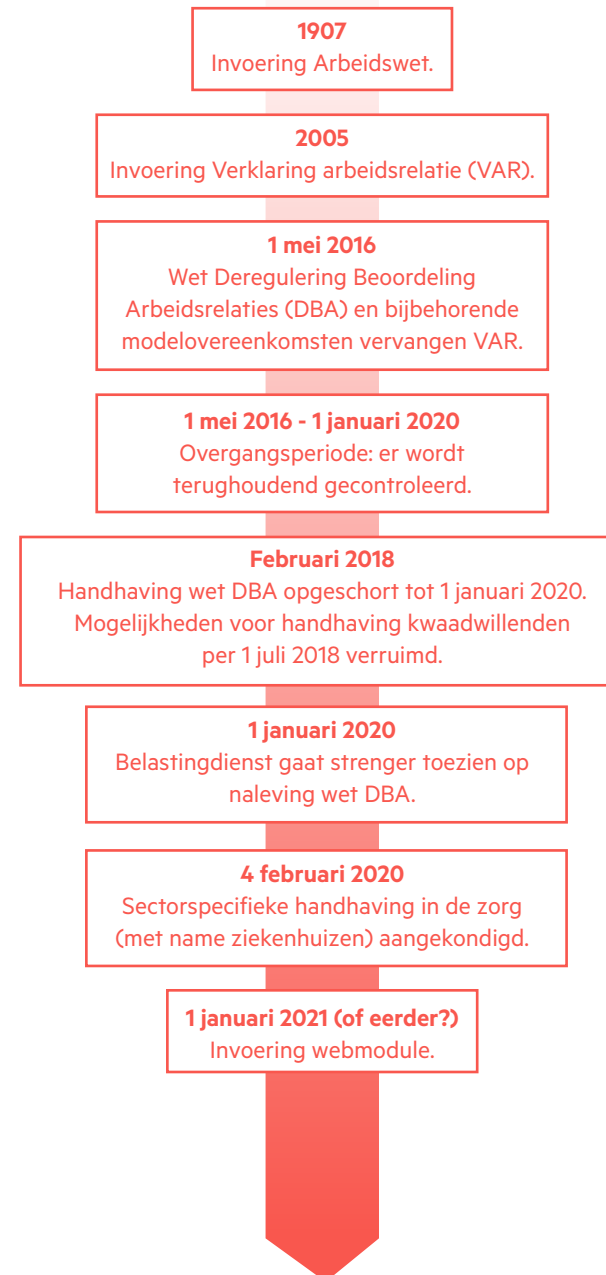 1907
Invoering Arbeidswet.
2005
Invoering Verklaring arbeidsrelatie (VAR).
1 mei 2016
Wet Deregulering Beoordeling
Arbeidsrelaties (DBA) en bijbehorende
modelovereenkomsten vervangen VAR.
1 mei 2016 - 1 januari 2020
Overgangsperiode: er wordt
terughoudend gecontroleerd.
Februari 2018
Handhaving wet DBA opgeschort tot 1 januari 2020.
Mogelijkheden voor handhaving kwaadwillenden
per 1 juli 2018 verruimd.
1 januari 2020
Belastingdienst gaat strenger toezien op
naleving wet DBA.
4 februari 2020
Sectorspecifieke handhaving in de zorg
(met name ziekenhuizen) aangekondigd.
1 januari 2021 (of eerder?)
Invoering webmodule.